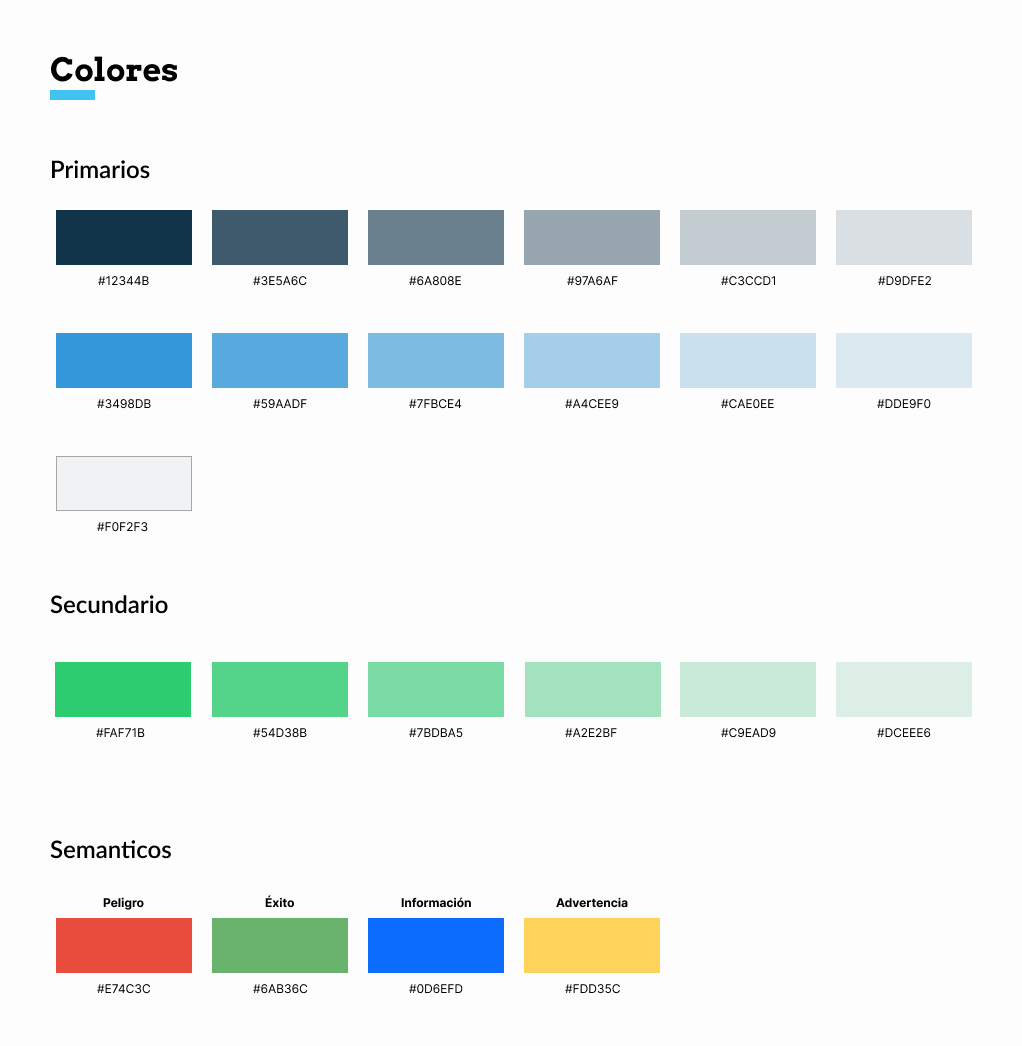 Colores
Primarios
#12344B #3E5A6C #6A808E #97A6AF #C3CCD1 #D9DFE2
#3498DB #59AADF #7FBCE4 #A4CEE9 #CAE0EE #DDE9F0
#F0F2F3
Secundario
#FAF71B #54D38B #7BDBA5 #A2E2BF #C9EAD9 #DCEEE6
Semanticos
Peligro Éxito Información Advertencia
#E74C3C #6AB36C #0D6EFD #FDD35C